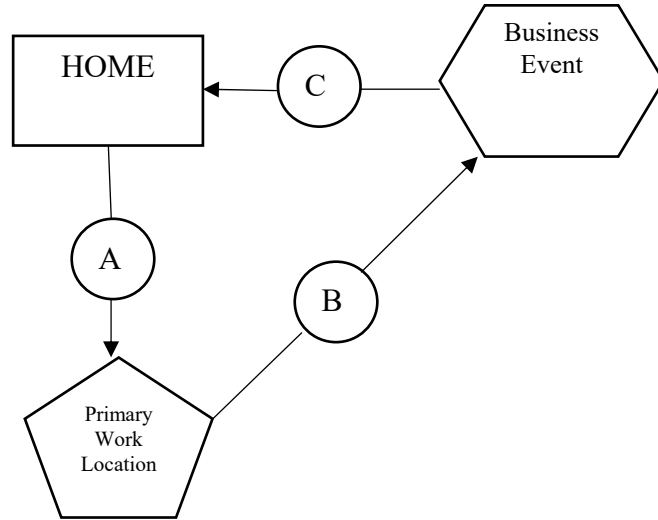 HOME
C
Business
Event
A
B
Primary
Work
Location